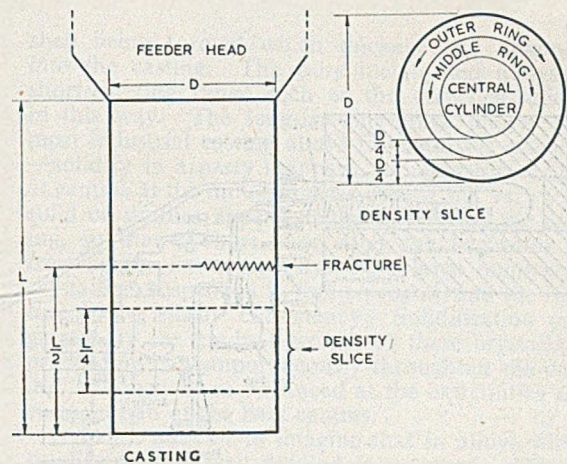 FEEDER HEAD
D
L
L/2
L/4
FRACTURE
DENSITY
SLICE
CASTING
D
OUTER RING
MIDDLE RING
CENTRAL
CYLINDER
D/4
D/4
DENSITY SLICE